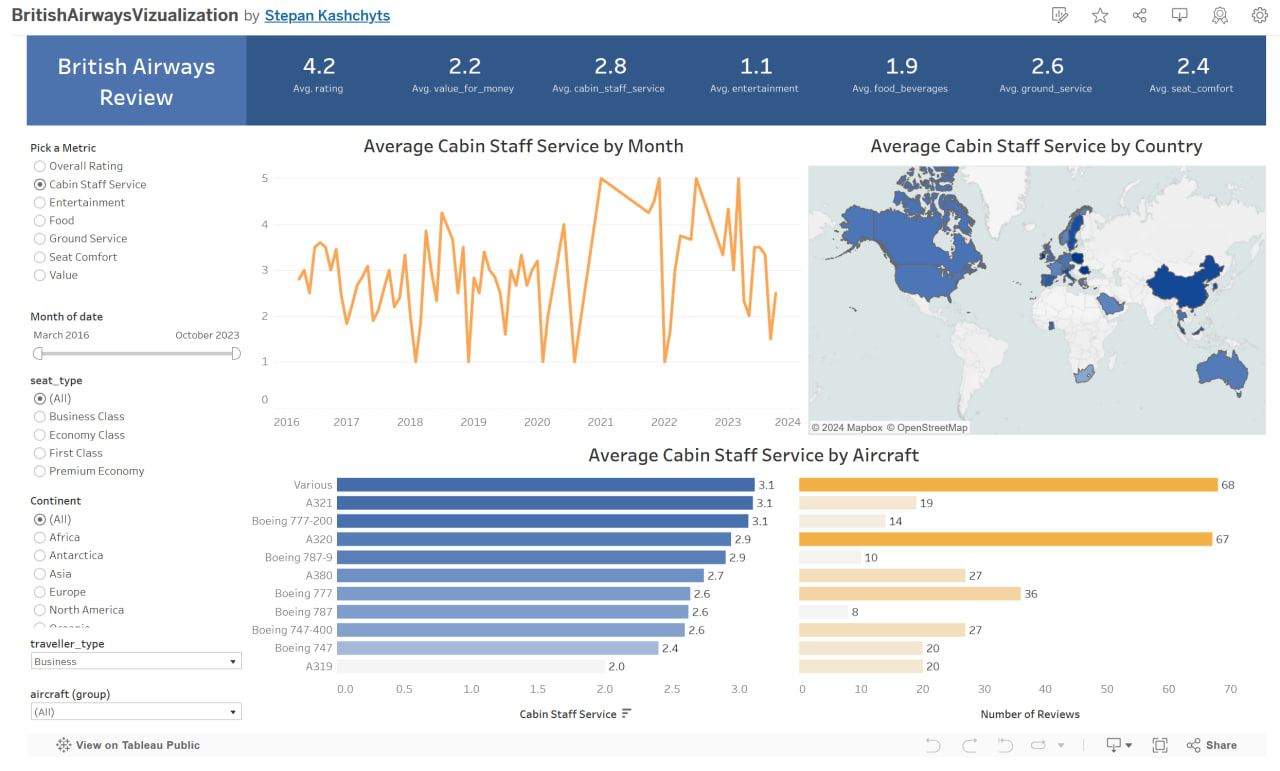 BritishAirwaysVizualization by Stepan Kashchyts
British Airways
Review
4.2
Avg. rating
2.2
Avg. value_for_money
2.8
Avg. cabin_staff_service
1.1
Avg. entertainment
1.9
Avg. food_beverages
2.6
Avg. ground_service
2.4
Avg. seat_comfort
Pick a Metric
Overall Rating
Cabin Staff Service
Entertainment
Food
Ground Service
Seat Comfort
Value
Month of date
March 2016 October 2023
seat_type
(All)
Business Class
Economy Class
First Class
Premium Economy
Continent
(All)
Africa
Antarctica
Asia
Europe
North America
Oceania
traveller_type
Business
aircraft (group)
(All)
Average Cabin Staff Service by Month
5
4
3
2
1
0
2016 2017 2018 2019 2020 2021 2022 2023 2024
Average Cabin Staff Service by Country
© 2024 Mapbox © OpenStreetMap
Average Cabin Staff Service by Aircraft
Various 3.1 68
A321 3.1 19
Boeing 777-200 3.1 14
A320 2.9 67
Boeing 787-9 2.9 10
A380 2.7 27
Boeing 777 2.6 36
Boeing 787 2.6 8
Boeing 747-400 2.6 27
Boeing 747 2.4 20
A319 2.0 20
0.0 0.5 1.0 1.5 2.0 2.5 3.0
0 10 20 30 40 50 60 70
Cabin Staff Service
Number of Reviews
View on Tableau Public
Share